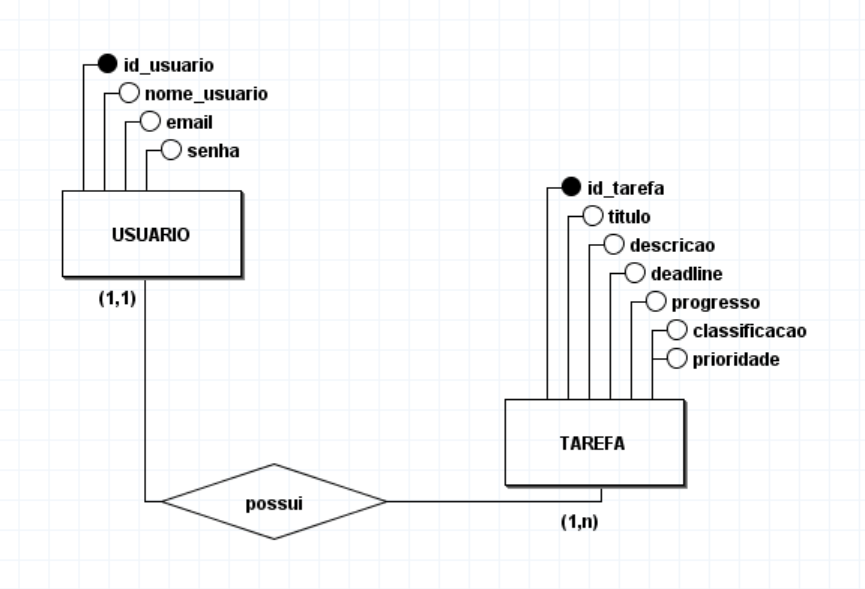 id_usuario
nome_usuario
email
senha
USUARIO
(1,1)
id_tarefa
titulo
descricao
deadline
progresso
classificacao
prioridade
TAREFA
possui
(1,n)